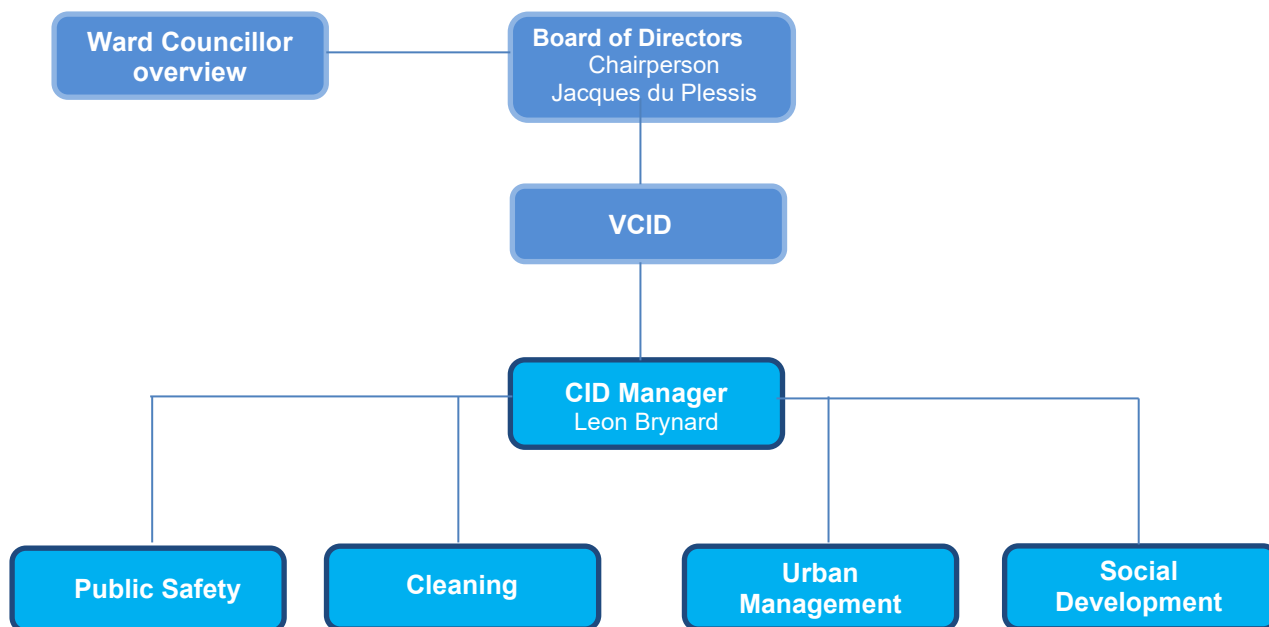 Ward Councillor
overview
Board of Directors
Chairperson
Jacques du Plessis
VCID
CID Manager
Leon Brynard
Public Safety
Cleaning
Urban
Management
Social
Development